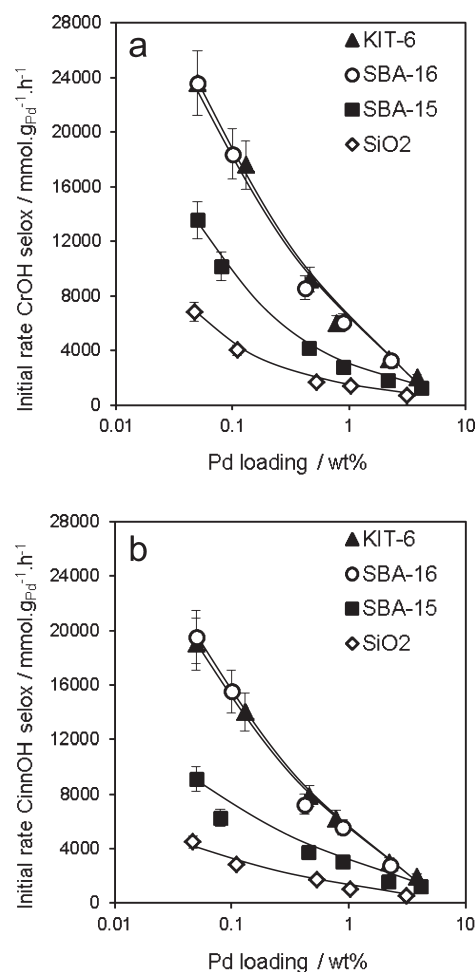 a
28000
24000
20000
16000
12000
8000
4000
0
Initial rate CrOH selox / mmol.gPd⁻¹.h⁻¹
KIT-6
SBA-16
SBA-15
SiO2
0.01
0.1
1
10
Pd loading / wt%
b
28000
24000
20000
16000
12000
8000
4000
0
Initial rate CinnOH selox / mmol.gPd⁻¹.h⁻¹
KIT-6
SBA-16
SBA-15
SiO2
0.01
0.1
1
10
Pd loading / wt%